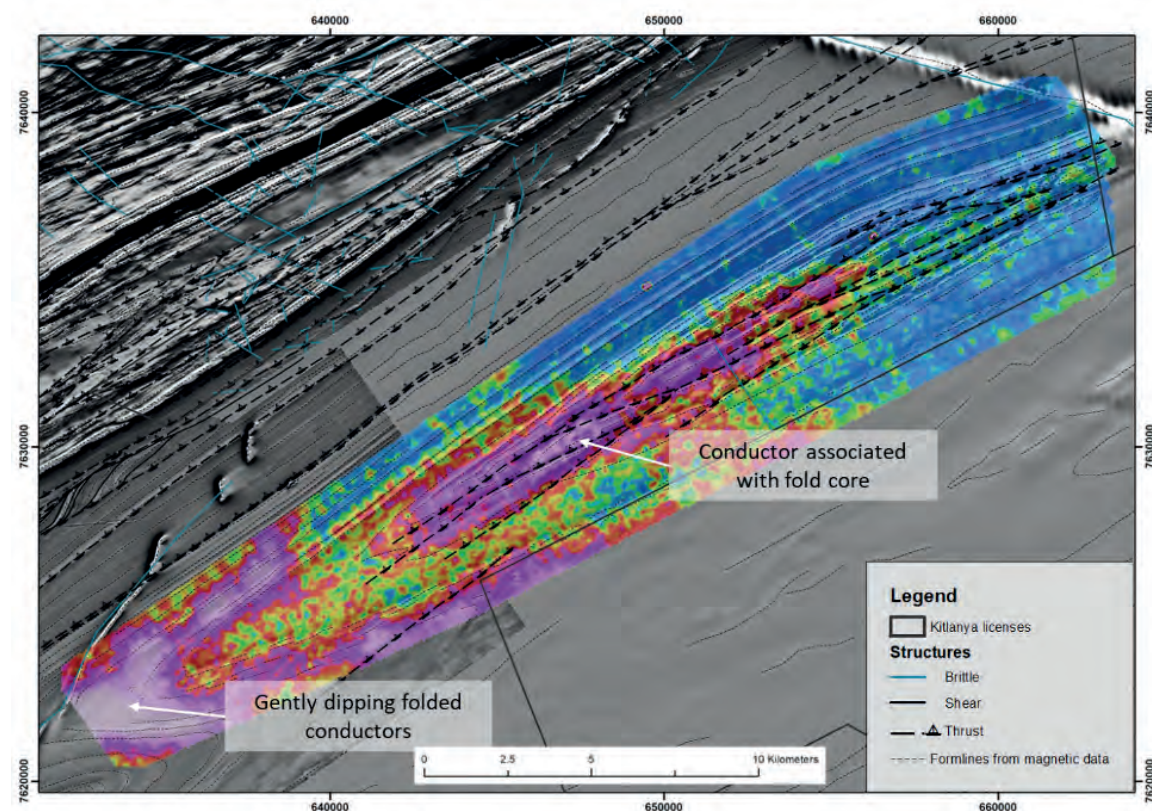 640000
650000
660000
7640000
7640000
7630000
7630000
7620000
7620000
Conductor associated
with fold core
Gently dipping folded
conductors
Legend
Kitlanya licenses
Structures
Brittle
Shear
Thrust
Formlines from magnetic data
0
2.5
5
10 Kilometers
640000
650000
660000